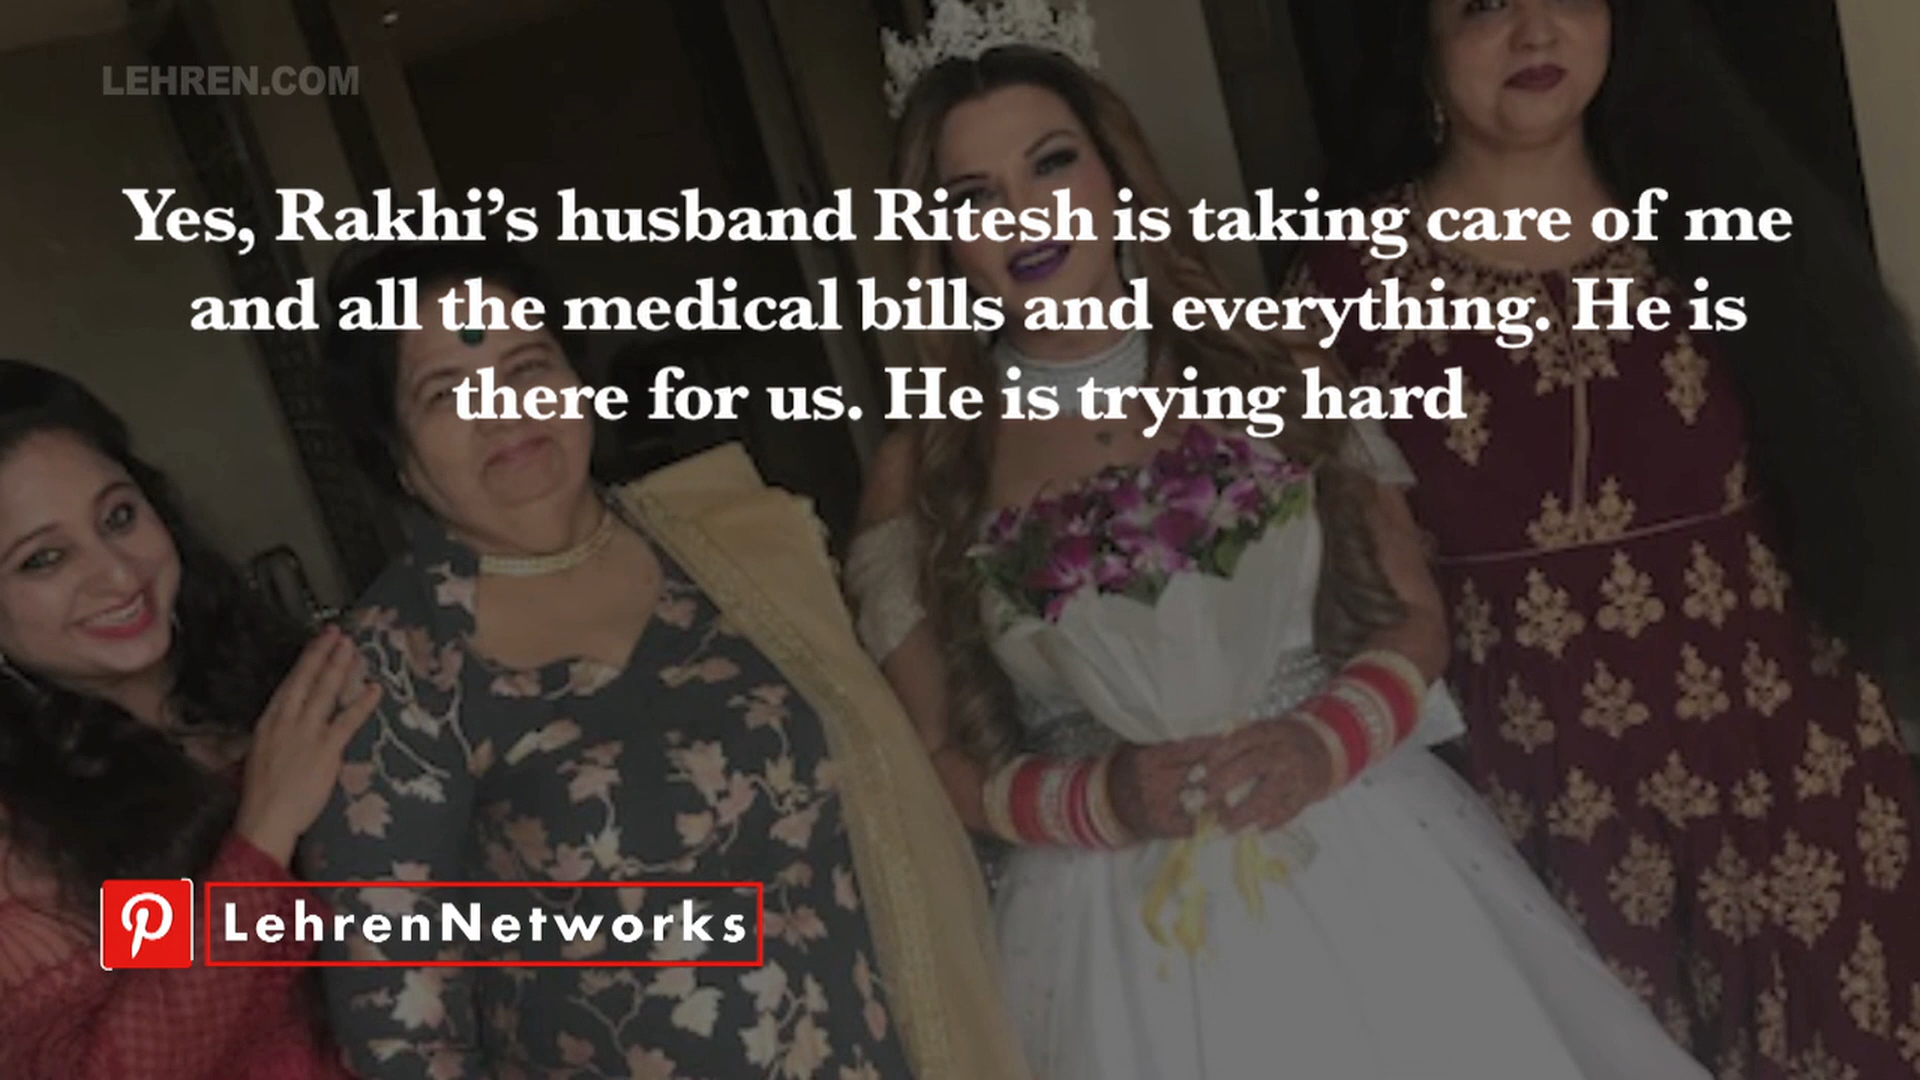 LEHREN.COM
Yes, Rakhi’s husband Ritesh is taking care of me
and all the medical bills and everything. He is
there for us. He is trying hard
LehrenNetworks